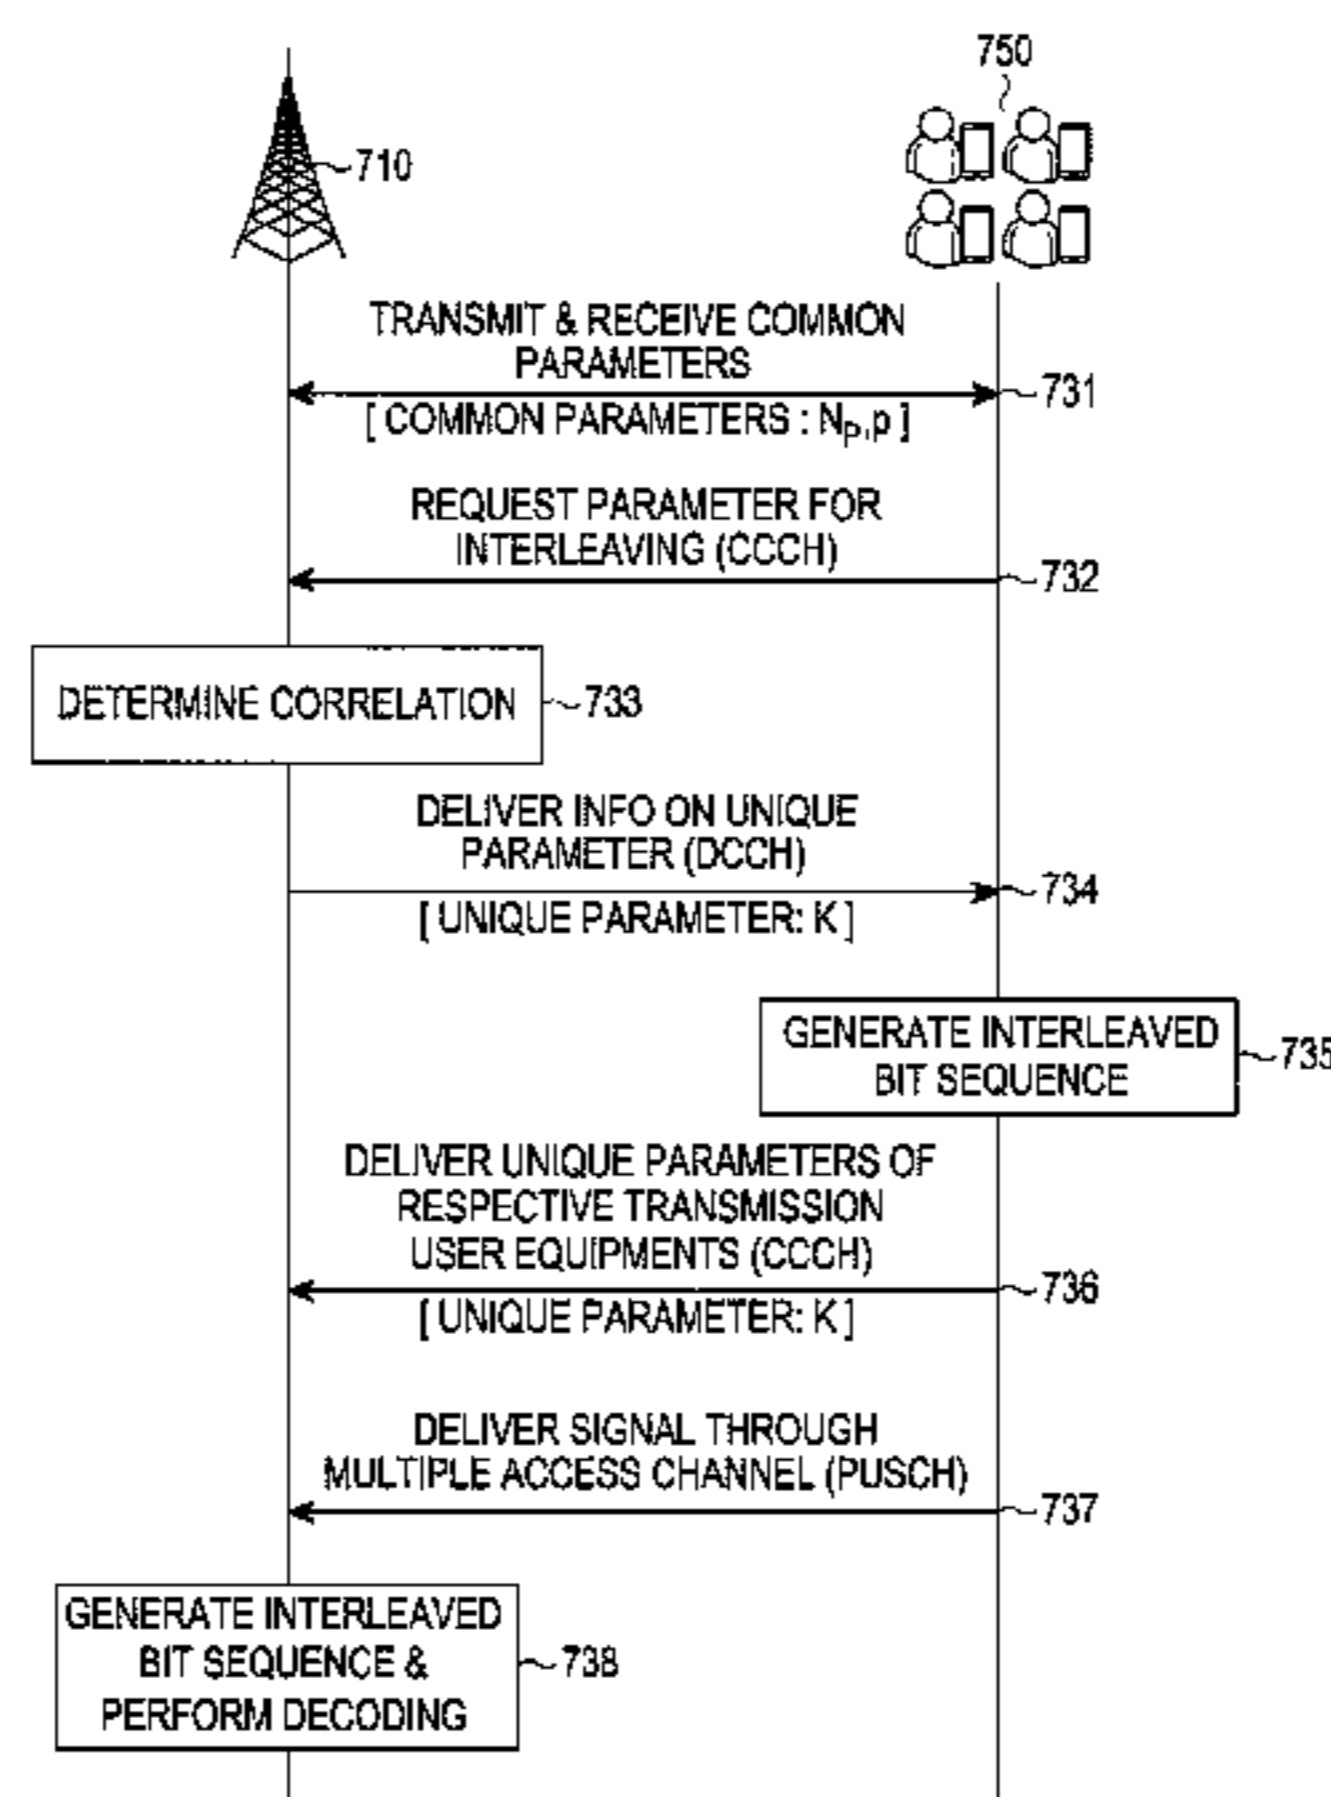 750
710
TRANSMIT & RECEIVE COMMON
PARAMETERS
731
[ COMMON PARAMETERS : NP,p ]
REQUEST PARAMETER FOR
INTERLEAVING (CCCH)
732
DETERMINE CORRELATION
733
DELIVER INFO ON UNIQUE
PARAMETER (DCCH)
734
[ UNIQUE PARAMETER: K ]
GENERATE INTERLEAVED
BIT SEQUENCE
735
DELIVER UNIQUE PARAMETERS OF
RESPECTIVE TRANSMISSION
USER EQUIPMENTS (CCCH)
736
[ UNIQUE PARAMETER: K ]
DELIVER SIGNAL THROUGH
MULTIPLE ACCESS CHANNEL (PUSCH)
737
GENERATE INTERLEAVED
BIT SEQUENCE &
PERFORM DECODING
738